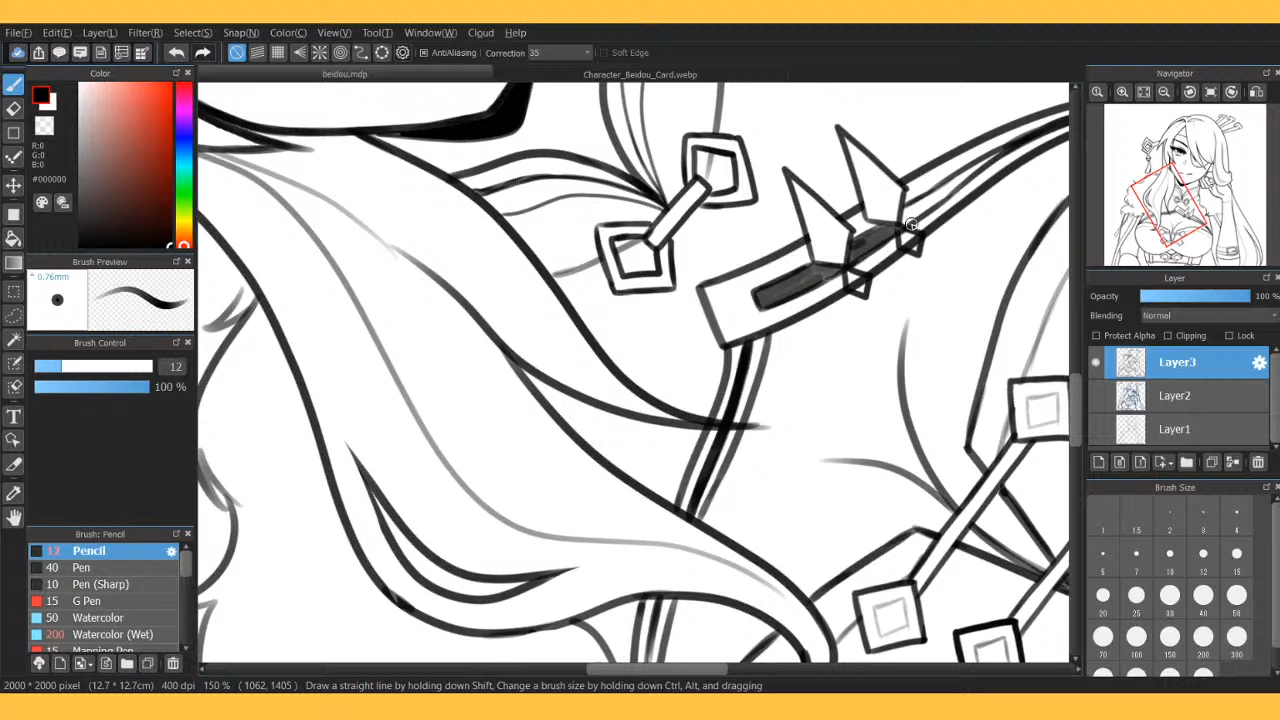 File(F) Edit(E) Layer(L) Filter(R) Select(S) Snap(N) Color(C) View(V) Tool(T) Window(W) Cloud Help
AntiAliasing Correction 35 Soft Edge
Color
beidou.mdp Character_Beidou_Card.webp
Navigator
R:0
G:0
B:0
#000000
Brush Preview
* 0.76mm
Layer
Opacity 100 %
Blending Normal
Protect Alpha Clipping Lock
Brush Control
12
100 %
Layer3
Layer2
Layer1
Brush Size
1 1.5 2 3 4
5 7 10 12 15
20 25 30 40 50
70 100 150 200 300
Brush: Pencil
12 Pencil
40 Pen
10 Pen (Sharp)
15 G Pen
50 Watercolor
200 Watercolor (Wet)
15 Mapping Pen
2000 * 2000 pixel (12.7 * 12.7cm) 400 dpi 150 % ( 1062, 1405 ) Draw a straight line by holding down Shift, Change a brush size by holding down Ctrl, Alt, and dragging